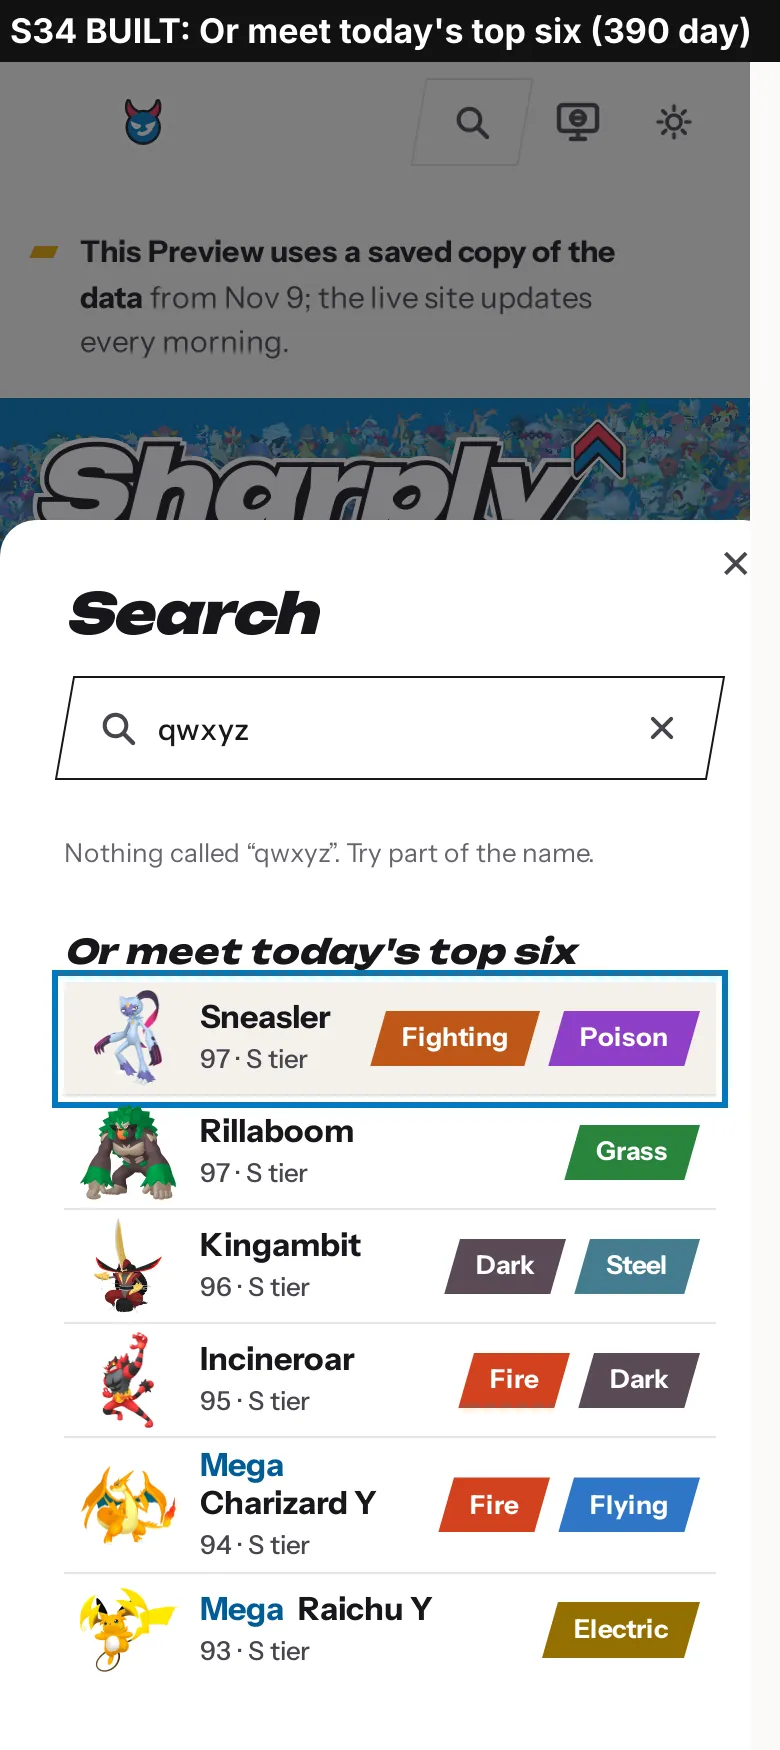 S34 BUILT: Or meet today's top six (390 day)
This Preview uses a saved copy of the
data from Nov 9; the live site updates
every morning.
Sharply
Search
qwxyz
Nothing called “qwxyz”. Try part of the name.
Or meet today's top six
Sneasler
97 · S tier
Fighting
Poison
Rillaboom
97 · S tier
Grass
Kingambit
96 · S tier
Dark
Steel
Incineroar
95 · S tier
Fire
Dark
Mega
Charizard Y
94 · S tier
Fire
Flying
Mega Raichu Y
93 · S tier
Electric